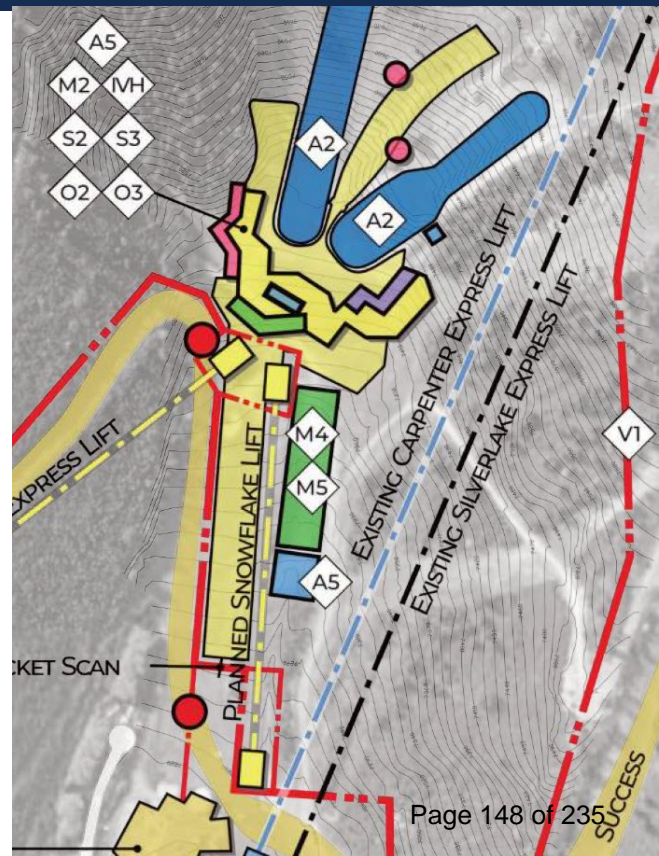 A5
M2 IVH
S2 S3
O2 O3
A2
A2
EXISTING CARPENTER EXPRESS LIFT
EXISTING SILVERLAKE EXPRESS LIFT
V1
EXPRESS LIFT
M4
M5
PLANNED SNOWFLAKE LIFT
A5
CKET SCAN
Page 148 of 235
SUCCESS